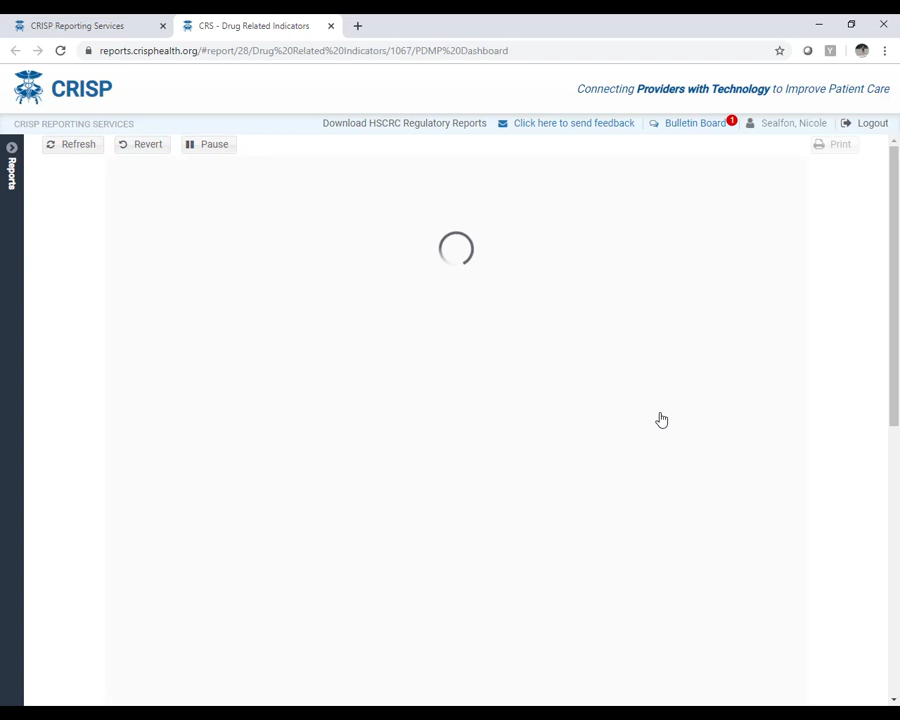 CRISP Reporting Services
CRS - Drug Related Indicators
reports.crisphealth.org/#report/28/Drug%20Related%20Indicators/1067/PDMP%20Dashboard
Y
CRISP
Connecting Providers with Technology to Improve Patient Care
CRISP REPORTING SERVICES
Download HSCRC Regulatory Reports
Click here to send feedback
Bulletin Board
1
Sealfon, Nicole
Logout
Reports
Refresh
Revert
Pause
Print